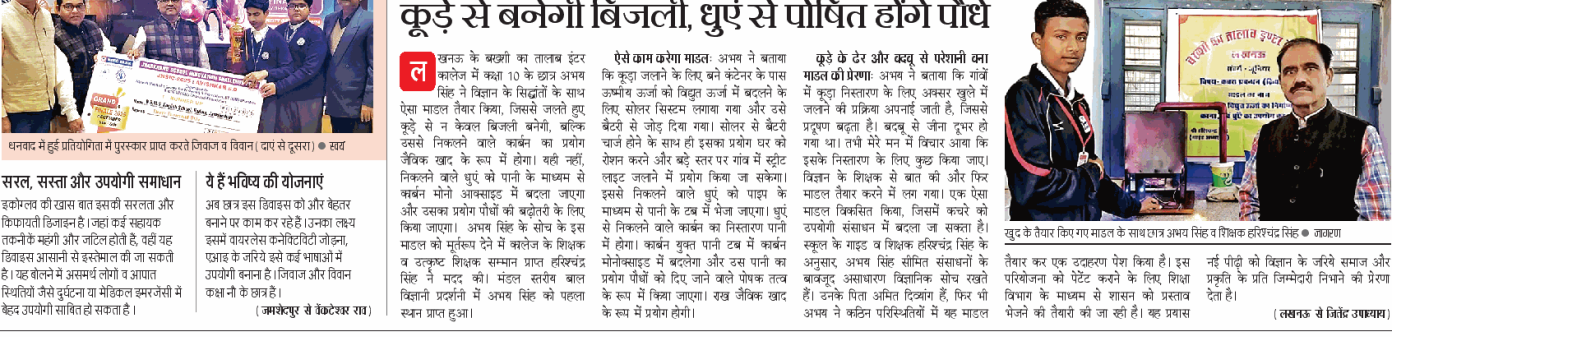 कूड़े से बनेगी बिजली, धुएं से पोषित होंगे पौधे
धनबाद में हुई प्रतियोगिता में पुरस्कार प्राप्त करते जिवाज व विवान ( दाएं से दूसरा ) ● स्वयं
सरल, सस्ता और उपयोगी समाधान
इकोग्लव की खास बात इसकी सरलता और
किफायती डिजाइन है। जहां कई सहायक
तकनीकें महंगी और जटिल होती हैं, वहीं यह
डिवाइस आसानी से इस्तेमाल की जा सकती
है। यह बोलने में असमर्थ लोगों व आपात
स्थितियों जैसे दुर्घटना या मेडिकल इमरजेंसी में
बेहद उपयोगी साबित हो सकता है ।
ये हैं भविष्य की योजनाएं
अब छात्र इस डिवाइस को और बेहतर
बनाने पर काम कर रहे हैं। उनका लक्ष्य
इसमें वायरलेस कनेक्टिविटी जोड़ना,
एआइ के जरिये इसे कई भाषाओं में
उपयोगी बनाना है। जिवाज और विवान
कक्षा नौ के छात्र हैं।
( जमशेदपुर से वेंकटेश्वर राव )
लखनऊ के बख्शी का तालाब इंटर
कालेज में कक्षा 10 के छात्र अभय
सिंह ने विज्ञान के सिद्धांतों के साथ
ऐसा माडल तैयार किया, जिससे जलते हुए
कूड़े से न केवल बिजली बनेगी, बल्कि
उससे निकलने वाले कार्बन का प्रयोग
जैविक खाद के रूप में होगा। यही नहीं,
निकलने वाले धुएं को पानी के माध्यम से
कार्बन मोनो आक्साइड में बदला जाएगा
और उसका प्रयोग पौधों की बढ़ोतरी के लिए
किया जाएगा। अभय सिंह के सोच के इस
माडल को मूर्तरूप देने में कालेज के शिक्षक
व उत्कृष्ट शिक्षक सम्मान प्राप्त हरिश्चंद्र
सिंह ने मदद की। मंडल स्तरीय बाल
विज्ञानी प्रदर्शनी में अभय सिंह को पहला
स्थान प्राप्त हुआ।
ऐसे काम करेगा माडलः अभय ने बताया
कि कूड़ा जलाने के लिए बने कंटेनर के पास
ऊष्मीय ऊर्जा को विद्युत ऊर्जा में बदलने के
लिए सोलर सिस्टम लगाया गया और उसे
बैटरी से जोड़ दिया गया। सोलर से बैटरी
चार्ज होने के साथ ही इसका प्रयोग घर को
रोशन करने और बड़े स्तर पर गांव में स्ट्रीट
लाइट जलाने में प्रयोग किया जा सकेगा।
इससे निकलने वाले धुएं को पाइप के
माध्यम से पानी के टब में भेजा जाएगा। धुएं
से निकलने वाले कार्बन का निस्तारण पानी
में होगा। कार्बन युक्त पानी टब में कार्बन
मोनोक्साइड में बदलेगा और उस पानी का
प्रयोग पौधों को दिए जाने वाले पोषक तत्व
के रूप में किया जाएगा। राख जैविक खाद
के रूप में प्रयोग होगी।
कूड़े के ढेर और बदबू से परेशानी बना
माडल की प्रेरणाः अभय ने बताया कि गांवों
में कूड़ा निस्तारण के लिए अक्सर खुले में
जलाने की प्रक्रिया अपनाई जाती है, जिससे
प्रदूषण बढ़ता है। बदबू से जीना दूभर हो
गया था। तभी मेरे मन में विचार आया कि
इसके निस्तारण के लिए कुछ किया जाए।
विज्ञान के शिक्षक से बात की और फिर
माडल तैयार करने में लग गया। एक ऐसा
माडल विकसित किया, जिसमें कचरे को
उपयोगी संसाधन में बदला जा सकता है।
स्कूल के गाइड व शिक्षक हरिश्चंद्र सिंह के
अनुसार, अभय सिंह सीमित संसाधनों के
बावजूद असाधारण विज्ञानिक सोच रखते
हैं। उनके पिता अमित दिव्यांग हैं, फिर भी
अभय ने कठिन परिस्थितियों में यह माडल
खुद के तैयार किए गए माडल के साथ छात्र अभय सिंह व शिक्षक हरिश्चंद्र सिंह ● जागरण
तैयार कर एक उदाहरण पेश किया है। इस
परियोजना को पेटेंट कराने के लिए शिक्षा
विभाग के माध्यम से शासन को प्रस्ताव
भेजने की तैयारी की जा रही है। यह प्रयास
नई पीढ़ी को विज्ञान के जरिये समाज और
प्रकृति के प्रति जिम्मेदारी निभाने की प्रेरणा
देता है।
( लखनऊ से जितेंद्र उपाध्याय )